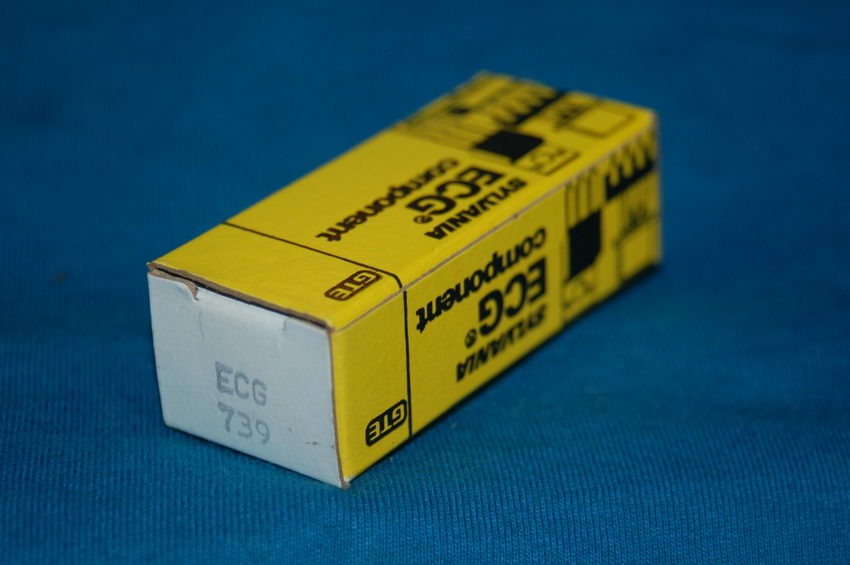 SYLVANIA
ECG®
component
GTE
SYLVANIA
ECG®
component
GTE
ECG
739